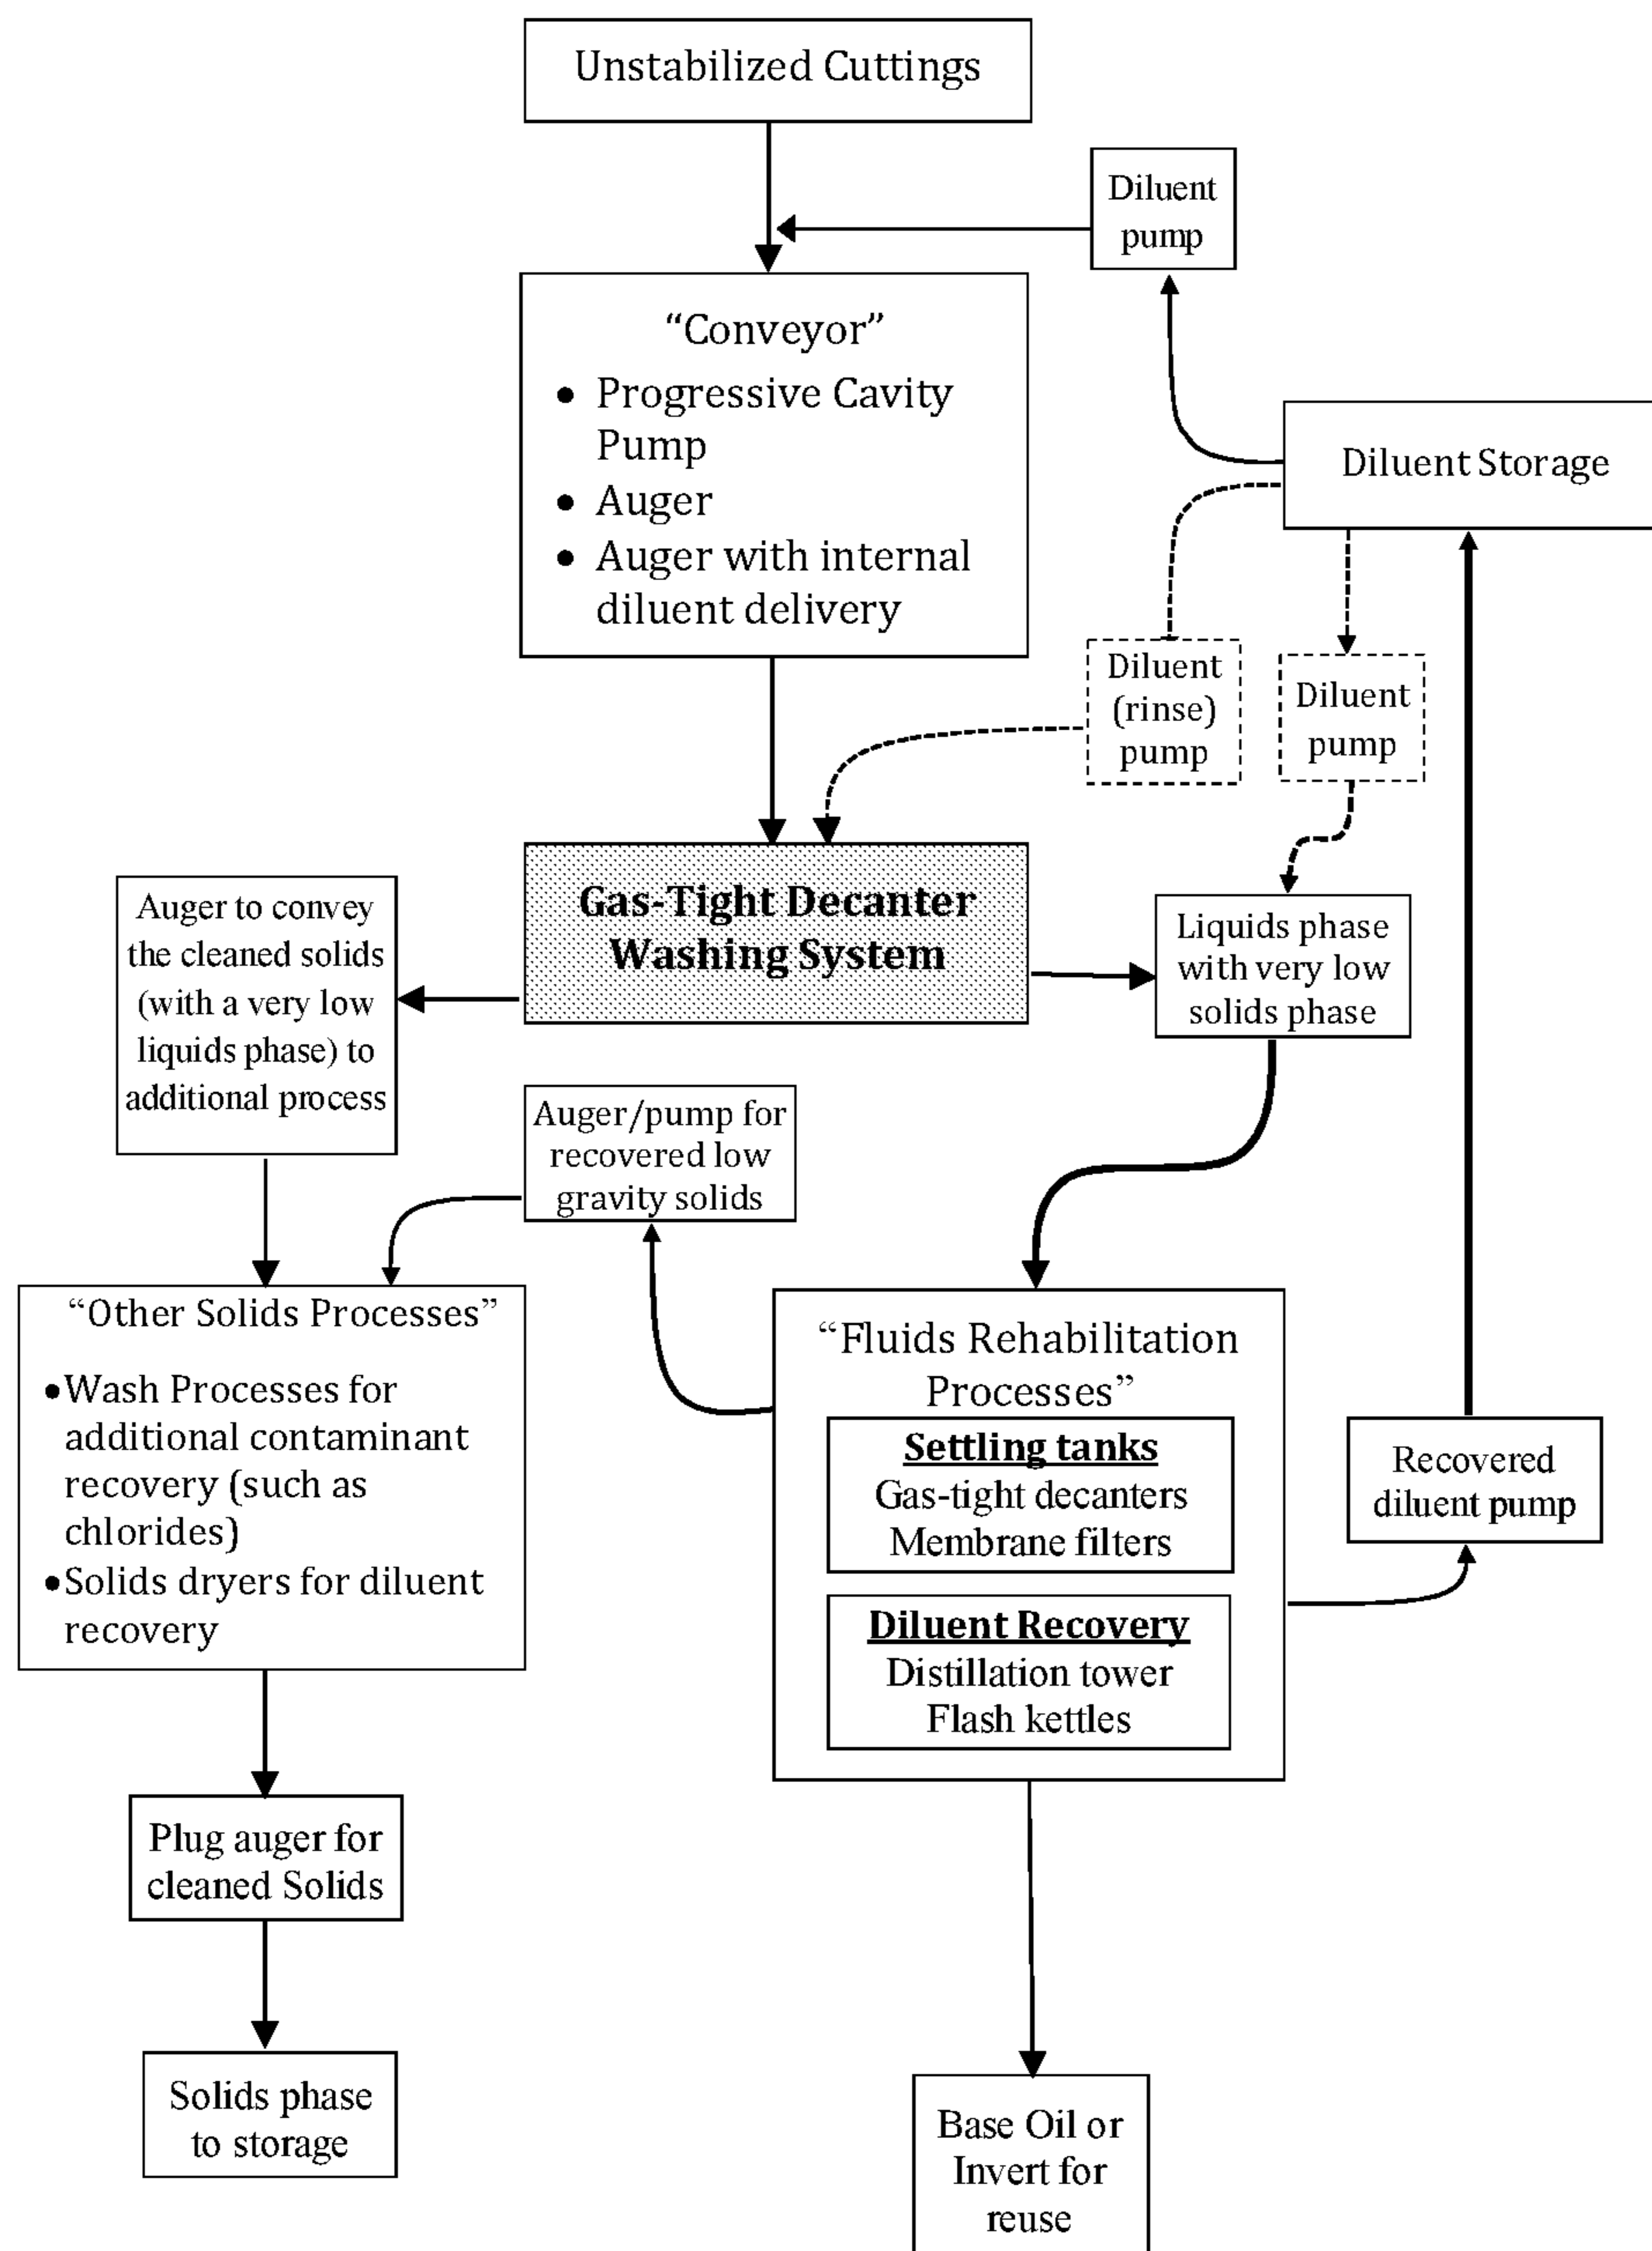 Unstabilized Cuttings
Diluent
pump
“Conveyor”
• Progressive Cavity
Pump
• Auger
• Auger with internal
diluent delivery
Diluent Storage
Diluent
(rinse)
pump
Diluent
pump
Gas-Tight Decanter
Washing System
Auger to convey
the cleaned solids
(with a very low
liquids phase) to
additional process
Liquids phase
with very low
solids phase
Auger/pump for
recovered low
gravity solids
“Other Solids Processes”
•Wash Processes for
additional contaminant
recovery (such as
chlorides)
•Solids dryers for diluent
recovery
“Fluids Rehabilitation
Processes”
Settling tanks
Gas-tight decanters
Membrane filters
Diluent Recovery
Distillation tower
Flash kettles
Recovered
diluent pump
Plug auger for
cleaned Solids
Solids phase
to storage
Base Oil or
Invert for
reuse